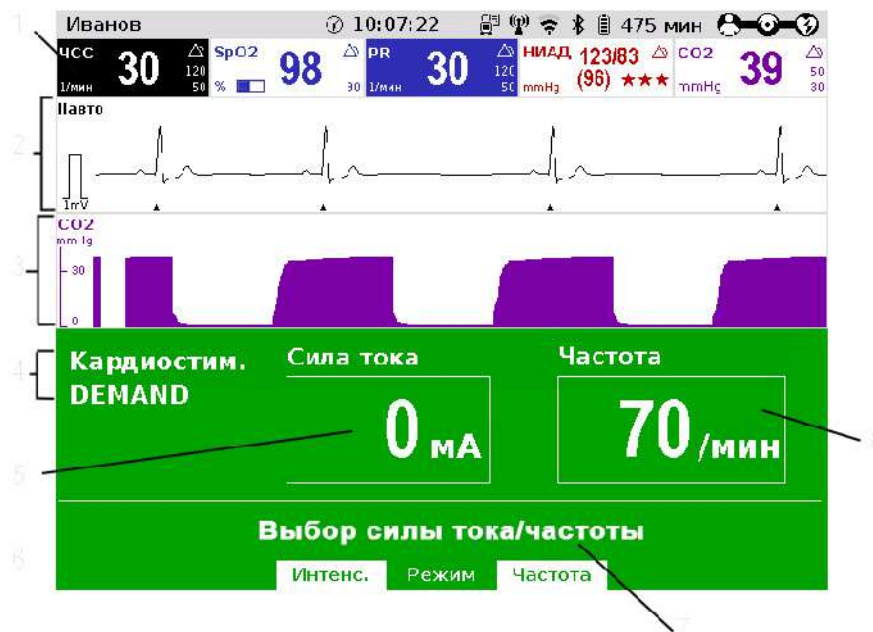 Иванов 10:07:22 475 мин
1
ЧСС 30 120 50 1/мин
SpO2 98 % 90
PR 30 120 50 1/мин
НИАД 123/83 (96) ★★★ mmHg
CO2 39 50 30 mmHg
IIавто
2
1mV
CO2
mmHg
3
30
0
4
Кардиостим.
DEMAND
Сила тока
Частота
0 мА
70/мин
5
Выбор силы тока/частоты
6
Интенс. Режим Частота
7